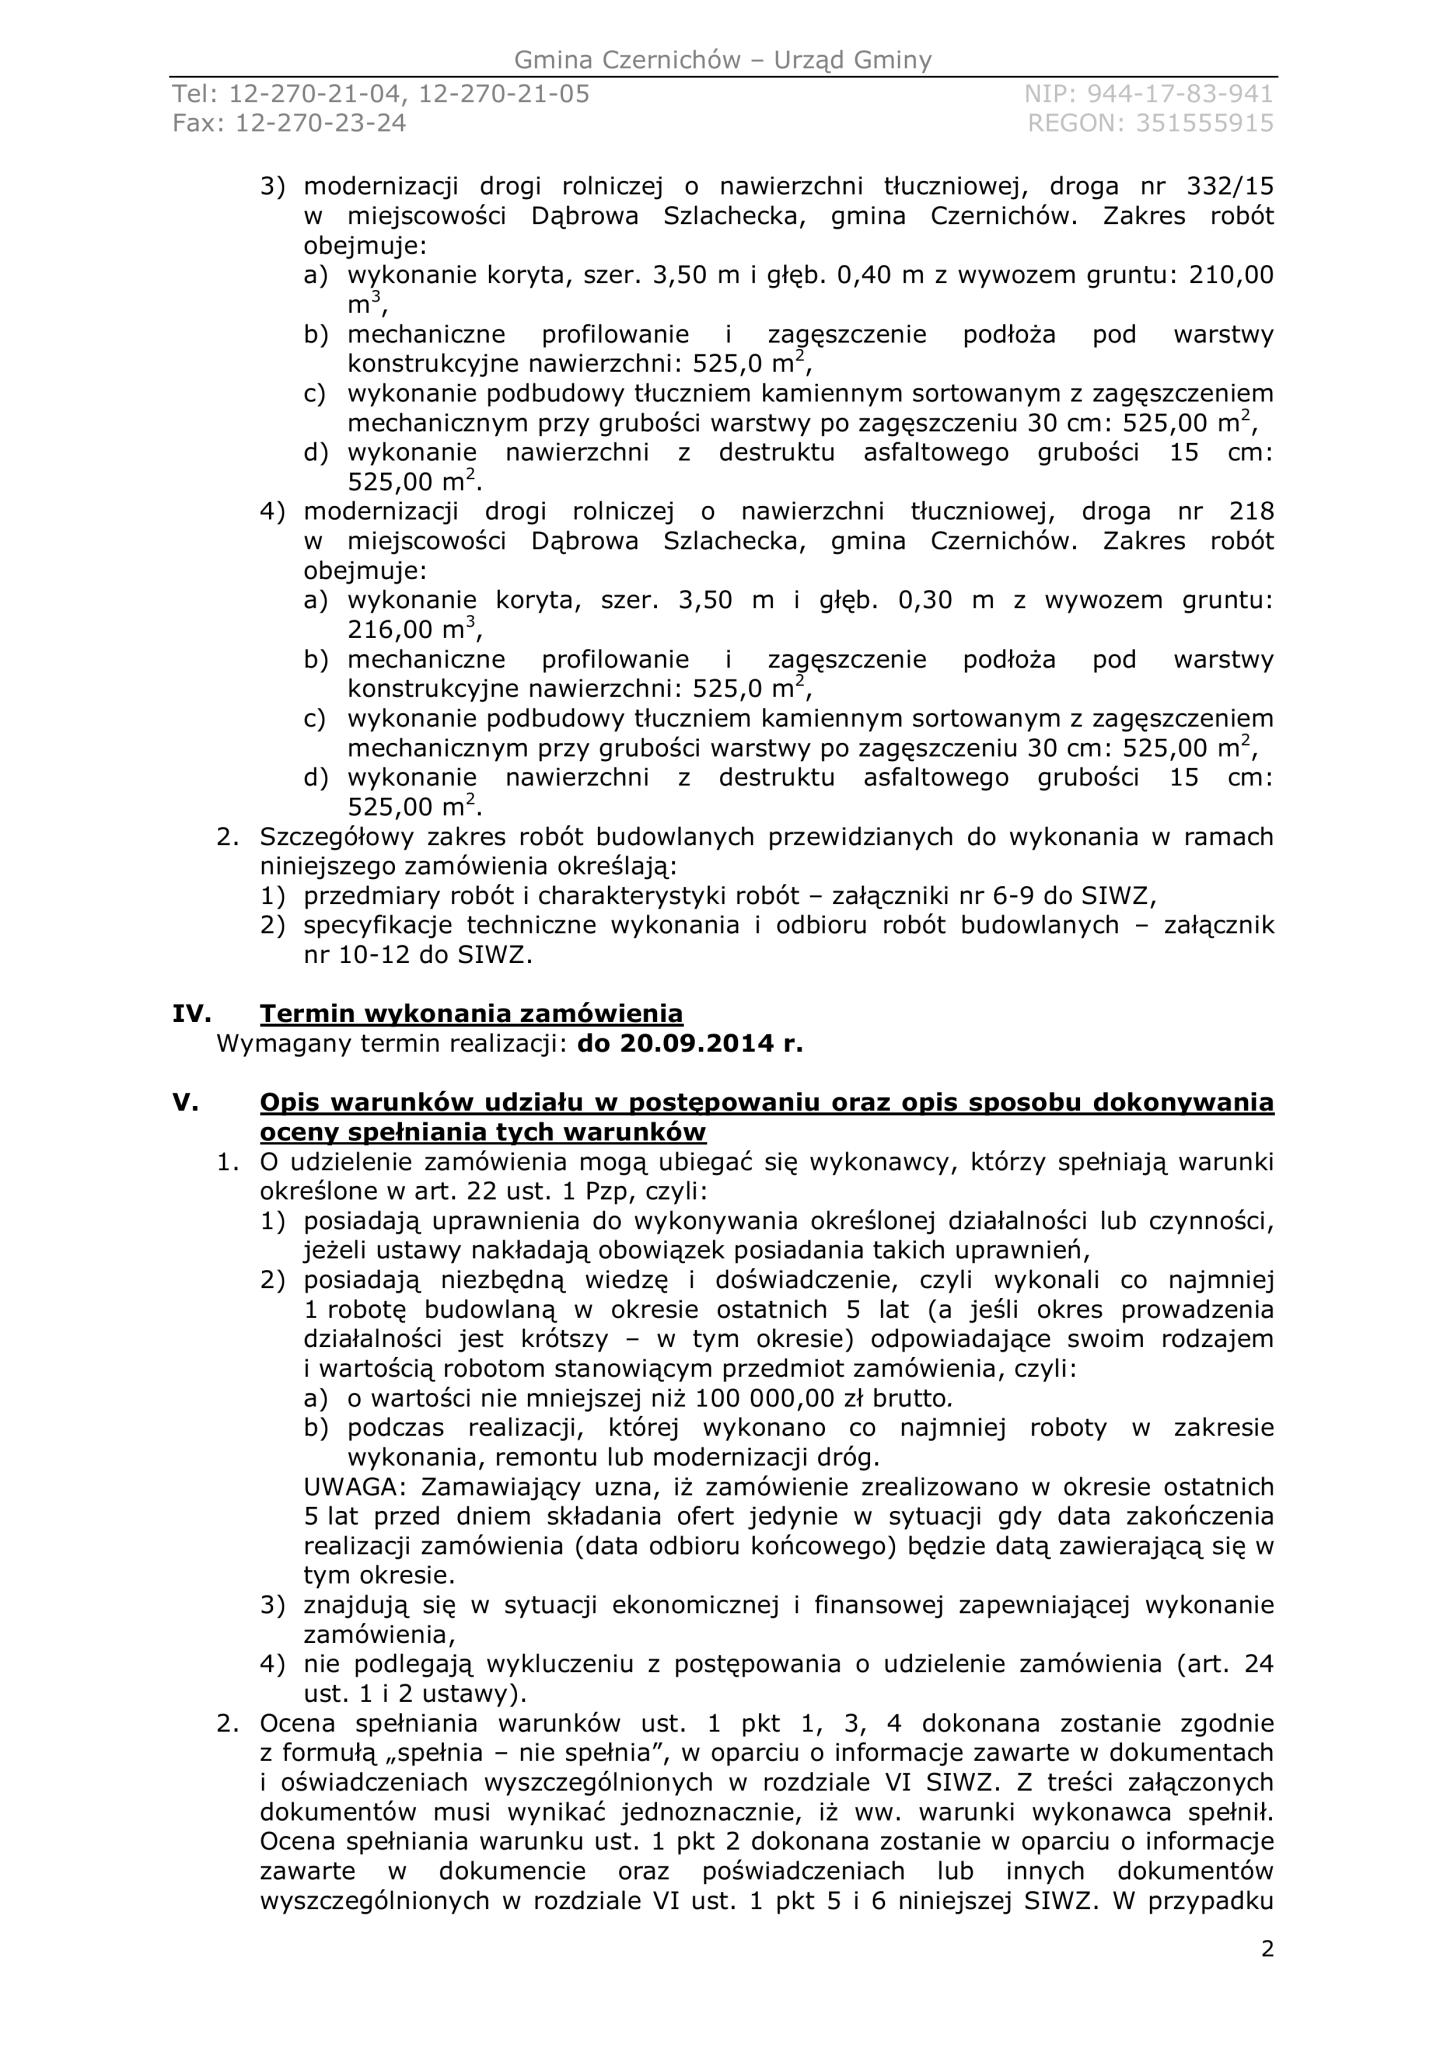 Gmina Czernichów – Urząd Gminy
Tel: 12-270-21-04, 12-270-21-05 NIP: 944-17-83-941
Fax: 12-270-23-24 REGON: 351555915
3) modernizacji drogi rolniczej o nawierzchni tłuczniowej, droga nr 332/15
w miejscowości Dąbrowa Szlachecka, gmina Czernichów. Zakres robót
obejmuje:
a) wykonanie koryta, szer. 3,50 m i głęb. 0,40 m z wywozem gruntu: 210,00
m³,
b) mechaniczne profilowanie i zagęszczenie podłoża pod warstwy
konstrukcyjne nawierzchni: 525,0 m²,
c) wykonanie podbudowy tłuczniem kamiennym sortowanym z zagęszczeniem
mechanicznym przy grubości warstwy po zagęszczeniu 30 cm: 525,00 m²,
d) wykonanie nawierzchni z destruktu asfaltowego grubości 15 cm:
525,00 m².
4) modernizacji drogi rolniczej o nawierzchni tłuczniowej, droga nr 218
w miejscowości Dąbrowa Szlachecka, gmina Czernichów. Zakres robót
obejmuje:
a) wykonanie koryta, szer. 3,50 m i głęb. 0,30 m z wywozem gruntu:
216,00 m³,
b) mechaniczne profilowanie i zagęszczenie podłoża pod warstwy
konstrukcyjne nawierzchni: 525,0 m²,
c) wykonanie podbudowy tłuczniem kamiennym sortowanym z zagęszczeniem
mechanicznym przy grubości warstwy po zagęszczeniu 30 cm: 525,00 m²,
d) wykonanie nawierzchni z destruktu asfaltowego grubości 15 cm:
525,00 m².
2. Szczegółowy zakres robót budowlanych przewidzianych do wykonania w ramach
niniejszego zamówienia określają:
1) przedmiary robót i charakterystyki robót – załączniki nr 6-9 do SIWZ,
2) specyfikacje techniczne wykonania i odbioru robót budowlanych – załącznik
nr 10-12 do SIWZ.
IV. Termin wykonania zamówienia
Wymagany termin realizacji: do 20.09.2014 r.
V. Opis warunków udziału w postępowaniu oraz opis sposobu dokonywania
oceny spełniania tych warunków
1. O udzielenie zamówienia mogą ubiegać się wykonawcy, którzy spełniają warunki
określone w art. 22 ust. 1 Pzp, czyli:
1) posiadają uprawnienia do wykonywania określonej działalności lub czynności,
jeżeli ustawy nakładają obowiązek posiadania takich uprawnień,
2) posiadają niezbędną wiedzę i doświadczenie, czyli wykonali co najmniej
1 robotę budowlaną w okresie ostatnich 5 lat (a jeśli okres prowadzenia
działalności jest krótszy – w tym okresie) odpowiadające swoim rodzajem
i wartością robotom stanowiącym przedmiot zamówienia, czyli:
a) o wartości nie mniejszej niż 100 000,00 zł brutto.
b) podczas realizacji, której wykonano co najmniej roboty w zakresie
wykonania, remontu lub modernizacji dróg.
UWAGA: Zamawiający uzna, iż zamówienie zrealizowano w okresie ostatnich
5 lat przed dniem składania ofert jedynie w sytuacji gdy data zakończenia
realizacji zamówienia (data odbioru końcowego) będzie datą zawierającą się w
tym okresie.
3) znajdują się w sytuacji ekonomicznej i finansowej zapewniającej wykonanie
zamówienia,
4) nie podlegają wykluczeniu z postępowania o udzielenie zamówienia (art. 24
ust. 1 i 2 ustawy).
2. Ocena spełniania warunków ust. 1 pkt 1, 3, 4 dokonana zostanie zgodnie
z formułą „spełnia – nie spełnia”, w oparciu o informacje zawarte w dokumentach
i oświadczeniach wyszczególnionych w rozdziale VI SIWZ. Z treści załączonych
dokumentów musi wynikać jednoznacznie, iż ww. warunki wykonawca spełnił.
Ocena spełniania warunku ust. 1 pkt 2 dokonana zostanie w oparciu o informacje
zawarte w dokumencie oraz poświadczeniach lub innych dokumentów
wyszczególnionych w rozdziale VI ust. 1 pkt 5 i 6 niniejszej SIWZ. W przypadku
2